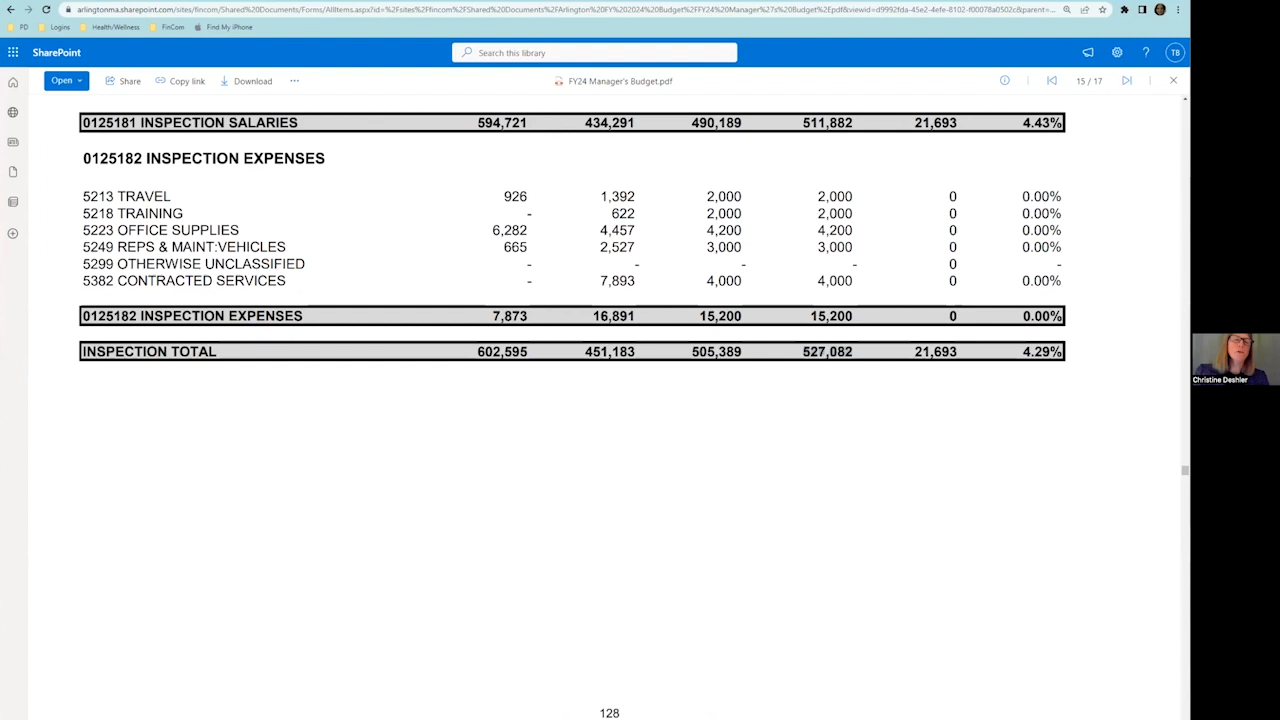 arlingtonma.sharepoint.com/sites/fincom/Shared%20Documents/Forms/AllItems.aspx?id=%2Fsites%2Ffincom%2FShared%20Documents%2FArlington%20FY%202024%20Budget%2FFY24%20Manager%27s%20Budget%2Epdf&viewid=d9992fda-45e2-4efe-8102-f00078a0502c&parent=...
PD Logins Health/Wellness FinCom Find My iPhone
SharePoint Search this library TB
Open Share Copy link Download ... FY24 Manager's Budget.pdf 15 / 17
0125181 INSPECTION SALARIES 594,721 434,291 490,189 511,882 21,693 4.43%
0125182 INSPECTION EXPENSES
5213 TRAVEL 926 1,392 2,000 2,000 0 0.00%
5218 TRAINING - 622 2,000 2,000 0 0.00%
5223 OFFICE SUPPLIES 6,282 4,457 4,200 4,200 0 0.00%
5249 REPS & MAINT:VEHICLES 665 2,527 3,000 3,000 0 0.00%
5299 OTHERWISE UNCLASSIFIED - - - - 0 -
5382 CONTRACTED SERVICES - 7,893 4,000 4,000 0 0.00%
0125182 INSPECTION EXPENSES 7,873 16,891 15,200 15,200 0 0.00%
INSPECTION TOTAL 602,595 451,183 505,389 527,082 21,693 4.29%
Christine Deshler
128